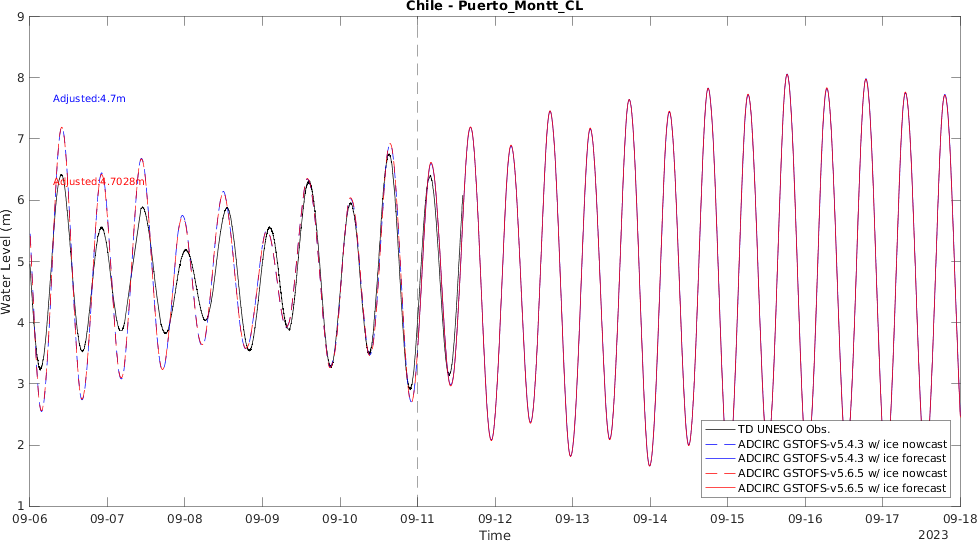 Chile - Puerto_Montt_CL
Water Level (m)
9
8
7
6
5
4
3
2
1
Adjusted:4.7m
Adjusted:4.7028m
TD UNESCO Obs.
ADCIRC GSTOFS-v5.4.3 w/ ice nowcast
ADCIRC GSTOFS-v5.4.3 w/ ice forecast
ADCIRC GSTOFS-v5.6.5 w/ ice nowcast
ADCIRC GSTOFS-v5.6.5 w/ ice forecast
09-06 09-07 09-08 09-09 09-10 09-11 09-12 09-13 09-14 09-15 09-16 09-17 09-18
Time
2023